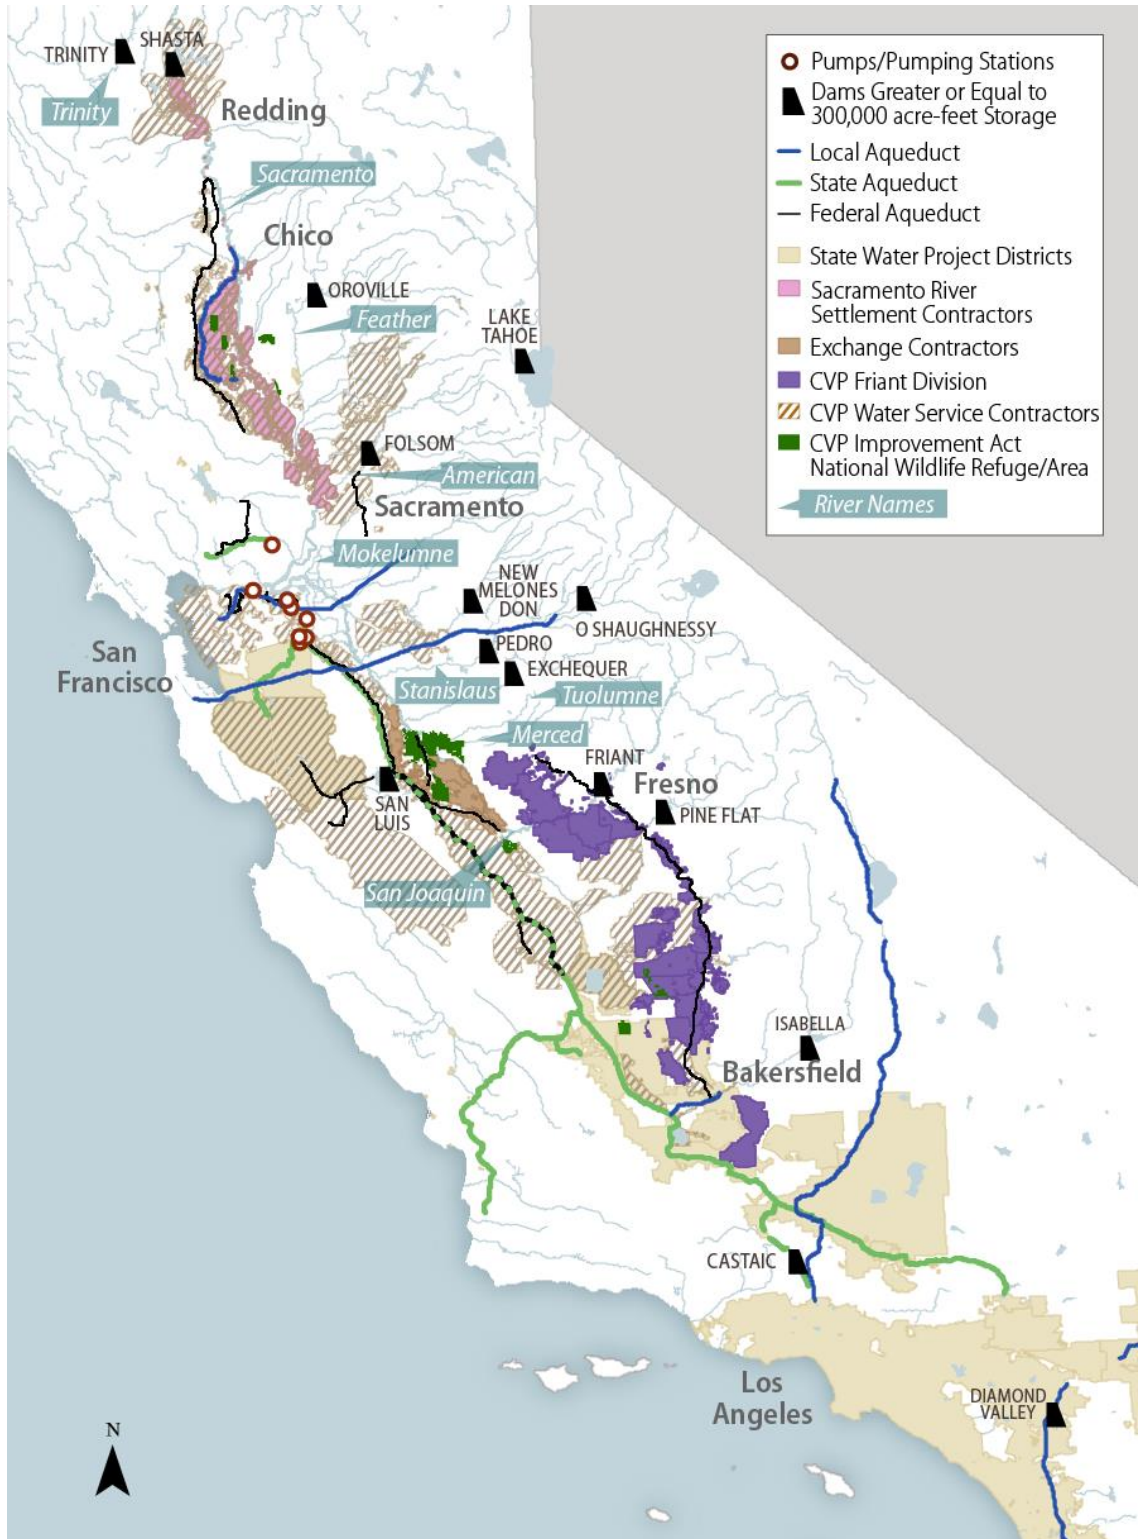 TRINITY
SHASTA
Trinity
Redding
Sacramento
Chico
OROVILLE
Feather
LAKE
TAHOE
FOLSOM
American
Sacramento
Mokelumne
NEW
MELONES
DON
PEDRO
O SHAUGHNESSY
EXCHEQUER
San
Francisco
Stanislaus
Tuolumne
Merced
FRIANT
Fresno
SAN
LUIS
PINE FLAT
San Joaquin
ISABELLA
Bakersfield
CASTAIC
Los
Angeles
DIAMOND
VALLEY
N
Pumps/Pumping Stations
Dams Greater or Equal to
300,000 acre-feet Storage
Local Aqueduct
State Aqueduct
Federal Aqueduct
State Water Project Districts
Sacramento River
Settlement Contractors
Exchange Contractors
CVP Friant Division
CVP Water Service Contractors
CVP Improvement Act
National Wildlife Refuge/Area
River Names